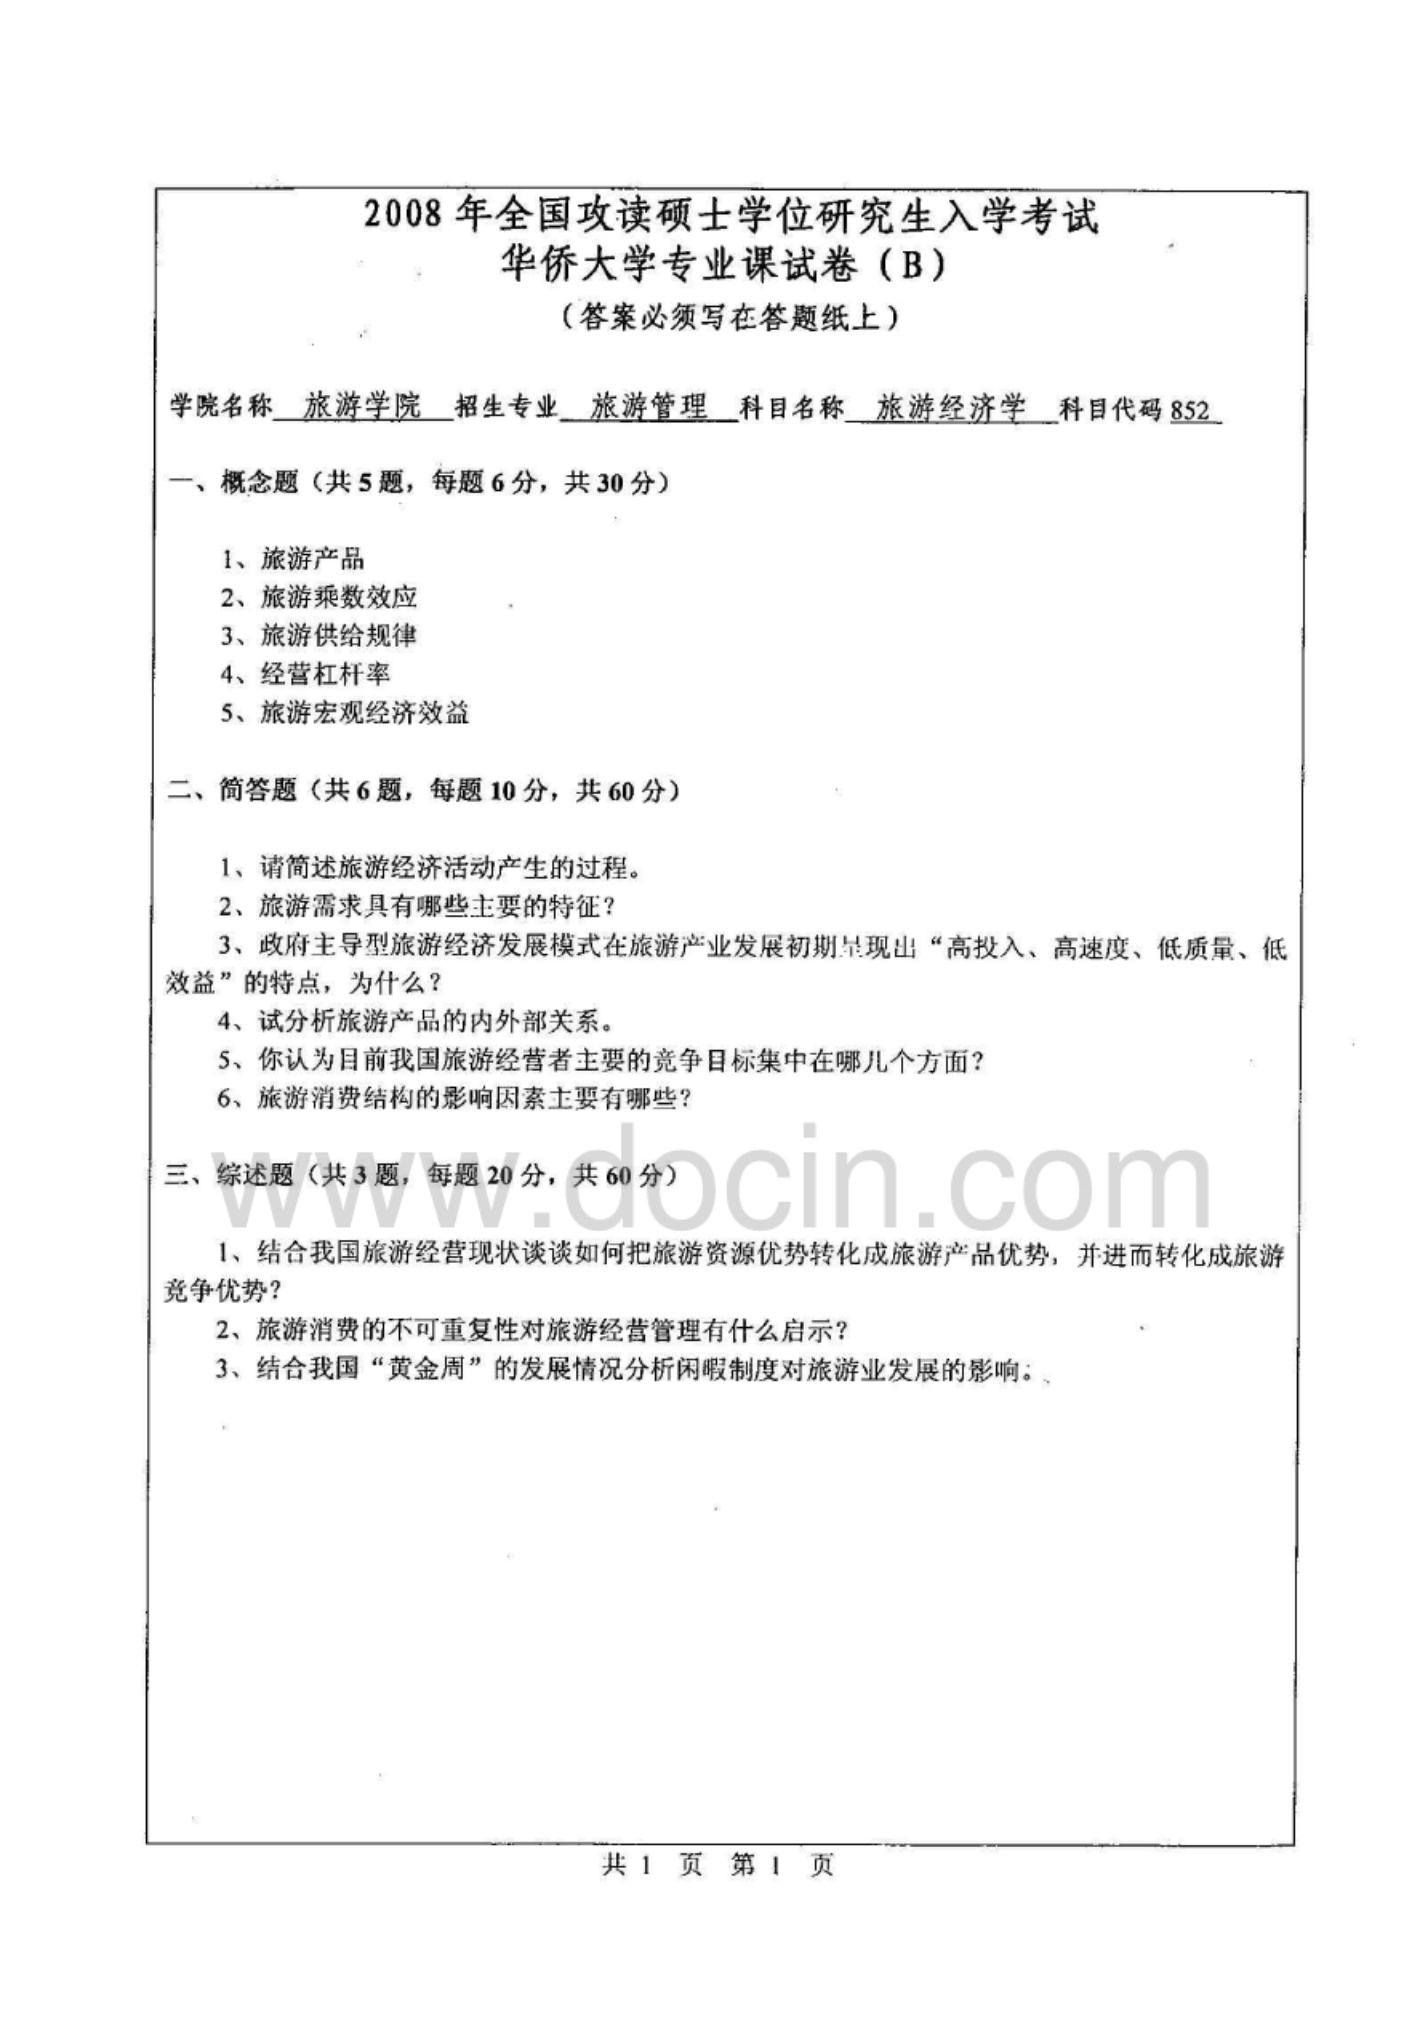 2008 年全国攻读硕士学位研究生入学考试
华侨大学专业课试卷（B）
（答案必须写在答题纸上）
学院名称 旅游学院 招生专业 旅游管理 科目名称 旅游经济学 科目代码 852
一、概念题（共 5 题，每题 6 分，共 30 分）
1、旅游产品
2、旅游乘数效应
3、旅游供给规律
4、经营杠杆率
5、旅游宏观经济效益
二、简答题（共 6 题，每题 10 分，共 60 分）
1、请简述旅游经济活动产生的过程。
2、旅游需求具有哪些主要的特征？
3、政府主导型旅游经济发展模式在旅游产业发展初期呈现出“高投入、高速度、低质量、低
效益”的特点，为什么？
4、试分析旅游产品的内外部关系。
5、你认为目前我国旅游经营者主要的竞争目标集中在哪几个方面？
6、旅游消费结构的影响因素主要有哪些？
www.docin.com
三、综述题（共 3 题，每题 20 分，共 60 分）
1、结合我国旅游经营现状谈谈如何把旅游资源优势转化成旅游产品优势，并进而转化成旅游
竞争优势？
2、旅游消费的不可重复性对旅游经营管理有什么启示？
3、结合我国“黄金周”的发展情况分析闲暇制度对旅游业发展的影响。
共 1 页 第 1 页